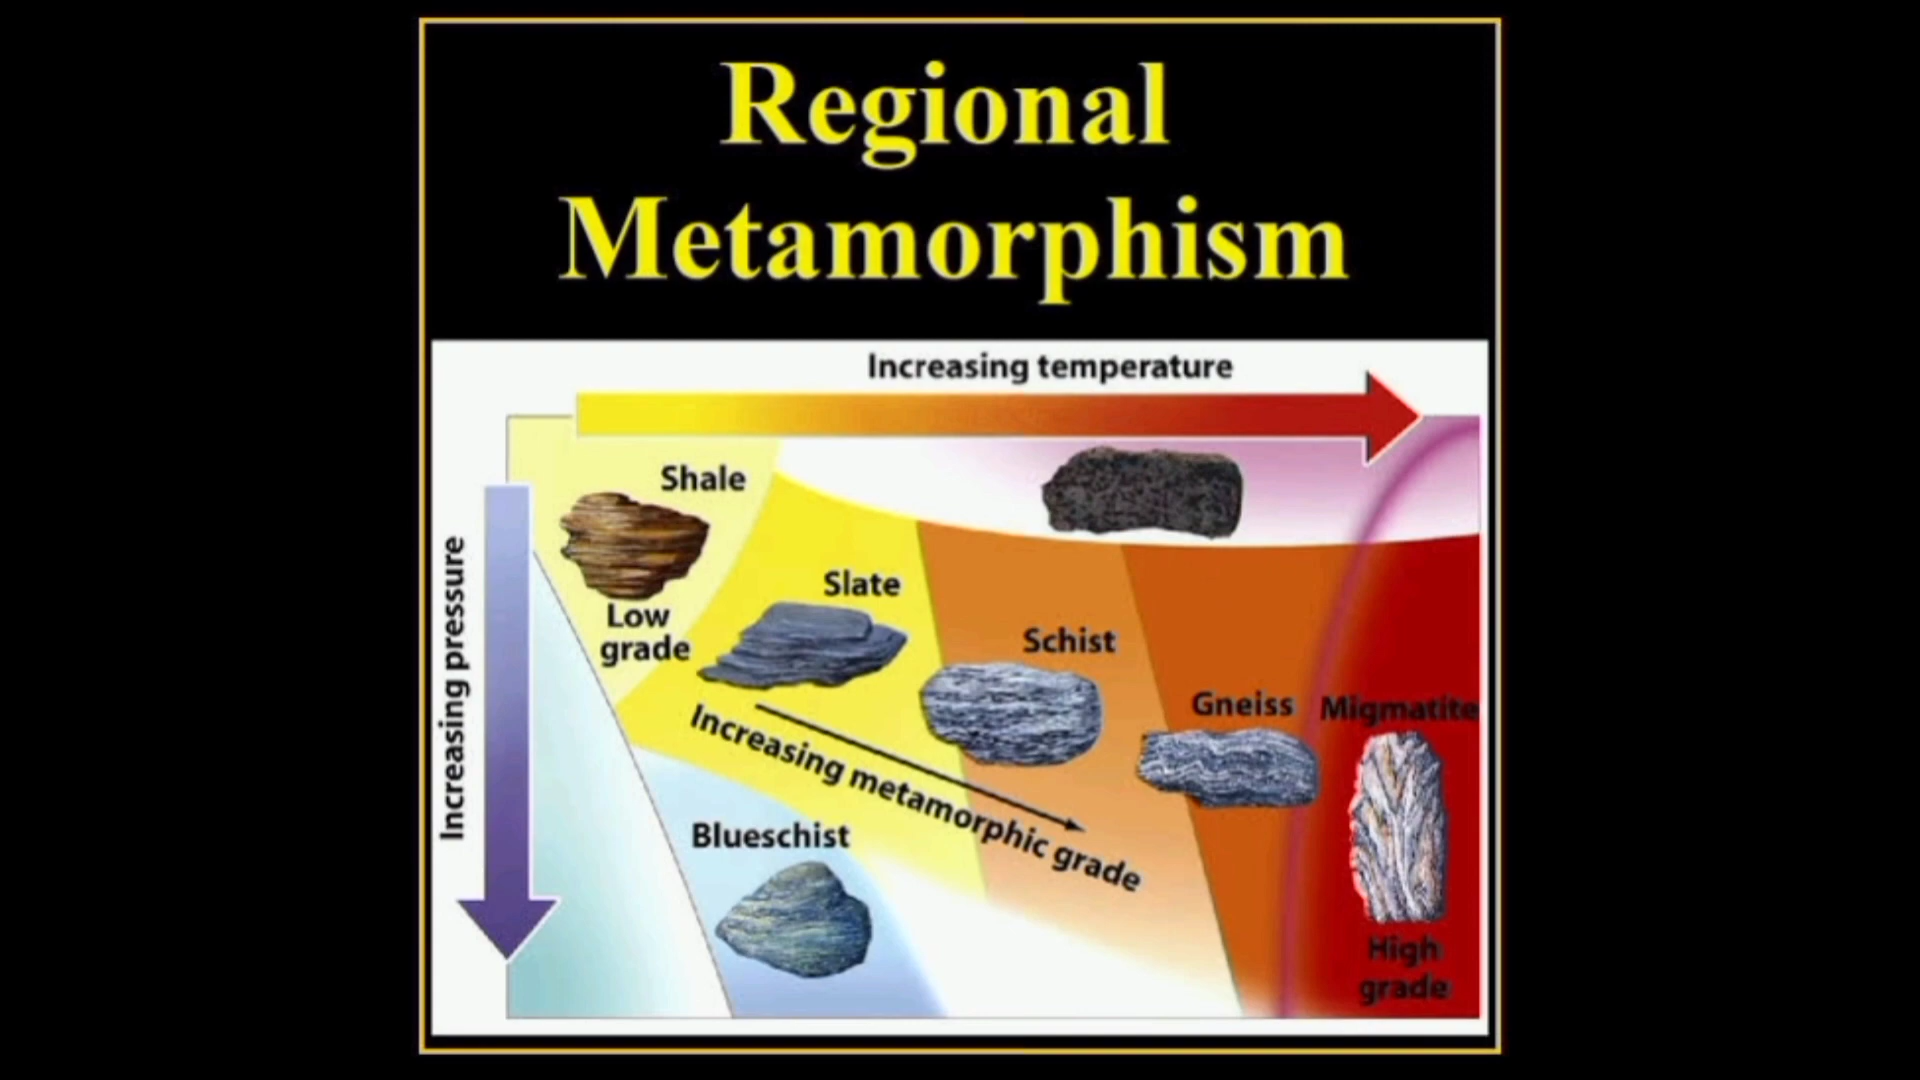 Regional
Metamorphism
Increasing temperature
Increasing pressure
Shale
Low
grade
Slate
Schist
Gneiss
Migmatite
Increasing metamorphic grade
Blueschist
High
grade